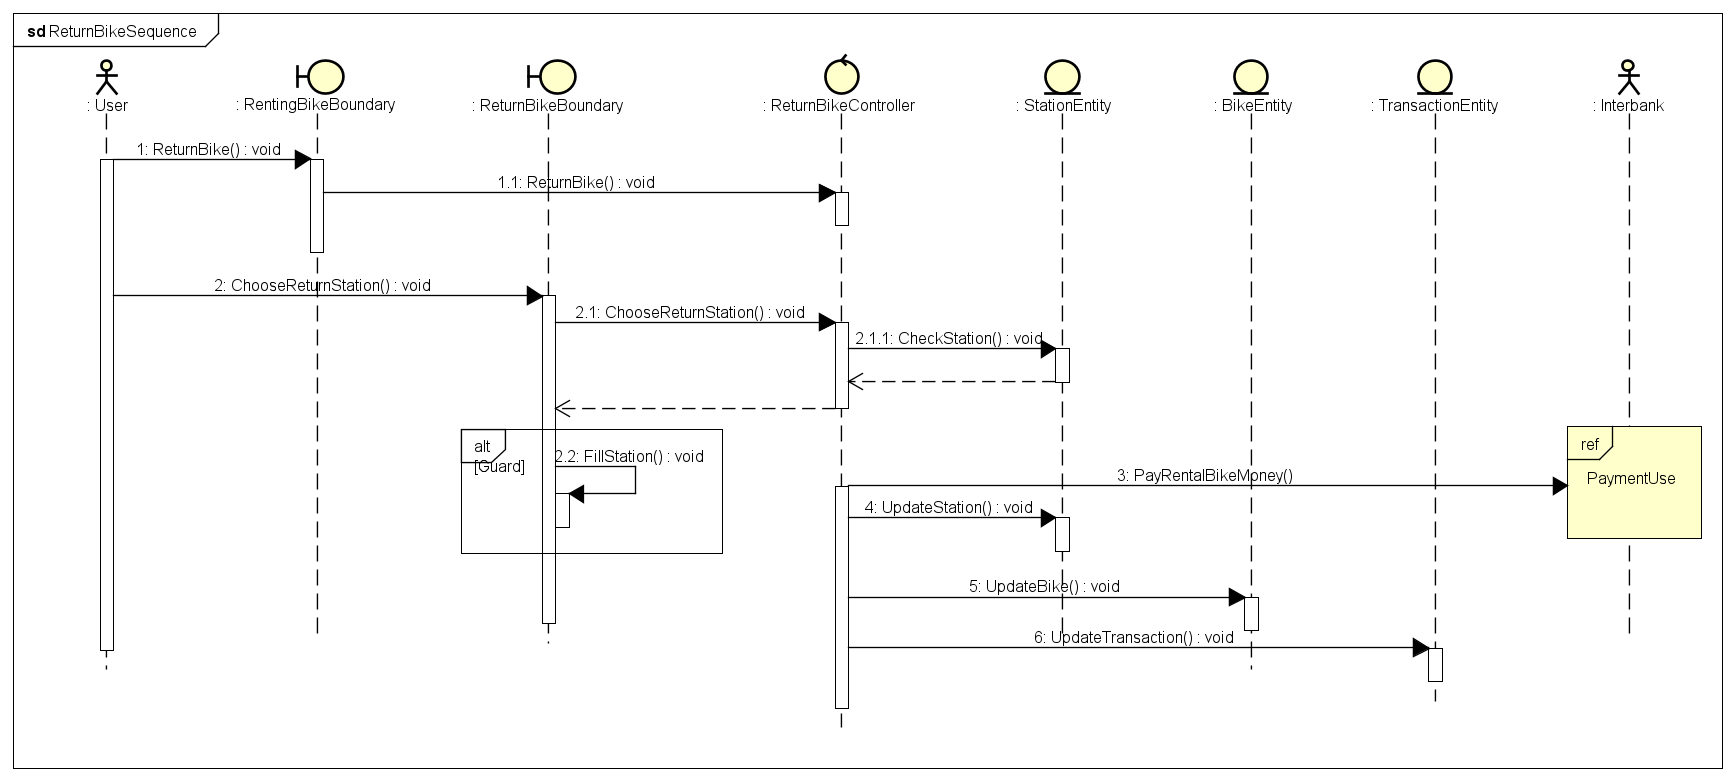 sd ReturnBikeSequence
: User
: RentingBikeBoundary
: ReturnBikeBoundary
: ReturnBikeController
: StationEntity
: BikeEntity
: TransactionEntity
: Interbank
1: ReturnBike() : void
1.1: ReturnBike() : void
2: ChooseReturnStation() : void
2.1: ChooseReturnStation() : void
2.1.1: CheckStation() : void
alt
[Guard]
2.2: FillStation() : void
ref
PaymentUse
3: PayRentalBikeMoney()
4: UpdateStation() : void
5: UpdateBike() : void
6: UpdateTransaction() : void